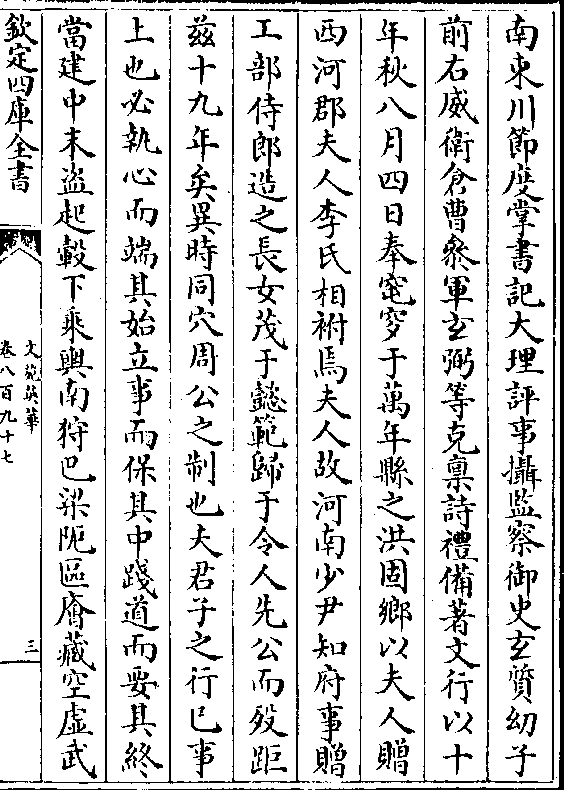 南東川節度掌書記大理評事攝監察御史玄質幼子
前右威衛倉曹叅軍玄弼等克稟詩禮備著文行以十
年秋八月四日奉窀穸于萬年縣之洪固鄉以夫人贈
西河郡夫人李氏相祔焉夫人故河南少尹知府事贈
工部侍郎造之長女茂于懿範歸于令人先公而歿距
兹十九年矣異時同穴周公之制也夫君子之行已事
上也必執心而端其始立事而保其中踐道而要其終
當建中末盗起轂下乘輿南狩巴梁阨區廥藏空虛武
欽定四庫全書
文苑英華
卷八百九十七
三